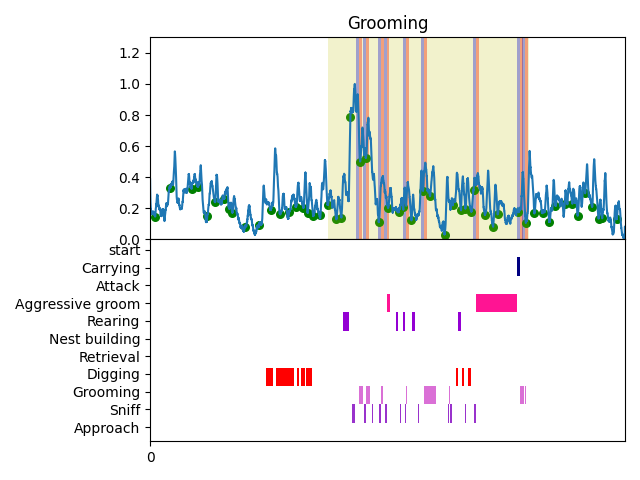 Grooming
1.2
1.0
0.8
0.6
0.4
0.2
0.0
start
Carrying
Attack
Aggressive groom
Rearing
Nest building
Retrieval
Digging
Grooming
Sniff
Approach
0